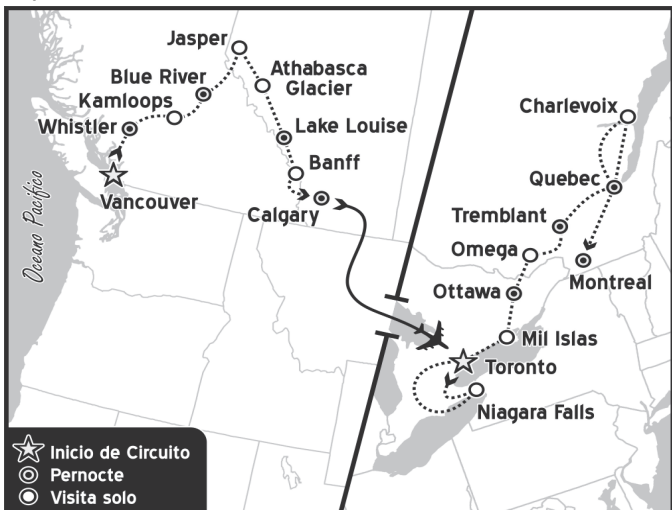 Jasper
Athabasca
Glacier
Blue River
Kamloops
Whistler
Lake Louise
Banff
Vancouver
Calgary
Oceano Pacífico
Charlevoix
Quebec
Tremblant
Omega
Montreal
Ottawa
Mil Islas
Toronto
Niagara Falls
Inicio de Circuito
Pernocte
Visita solo